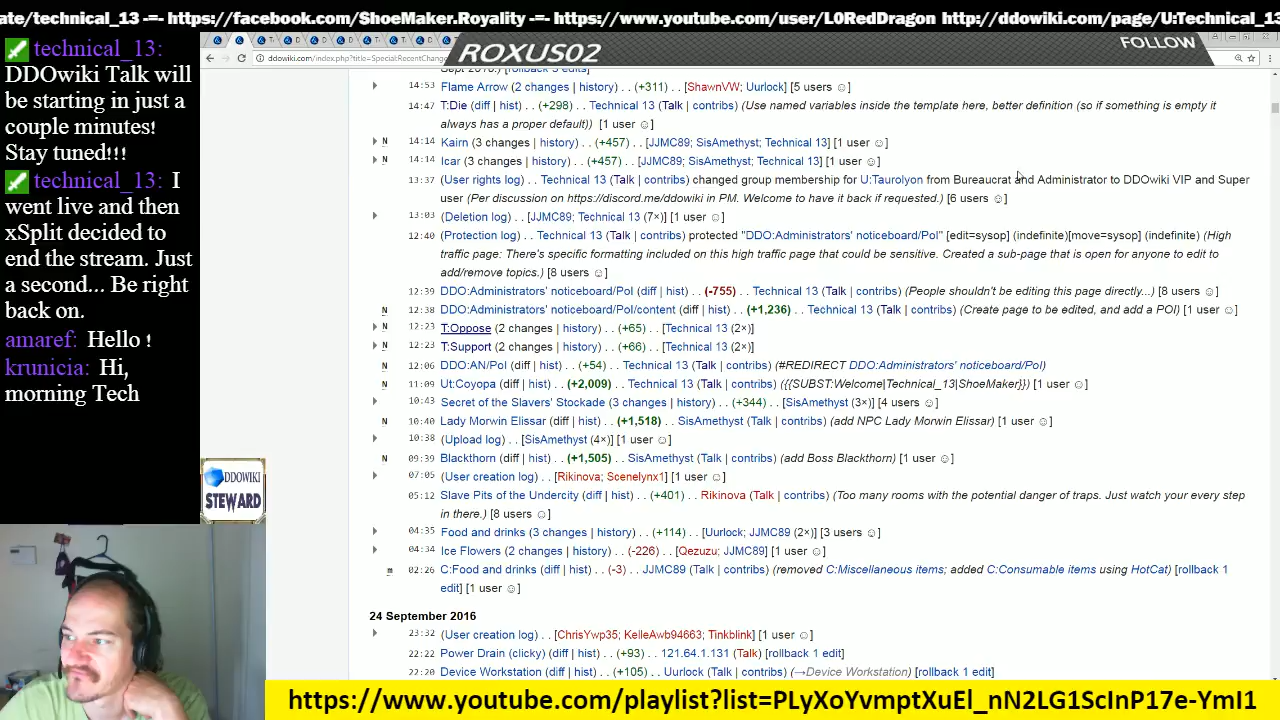 ate/technical_13 -=- https://facebook.com/ShoeMaker.Royality -=- https://www.youtube.com/user/L0RedDragon http://ddowiki.com/page/U:Technical_13
ROXUS02
FOLLOW
ddowiki.com/index.php?title=Special:RecentChange
technical_13:
DDOwiki Talk will
be starting in just a
couple minutes!
Stay tuned!!!
technical_13: I
went live and then
xSplit decided to
end the stream. Just
a second... Be right
back on.
amaref: Hello !
krunicia: Hi,
morning Tech
DDOWIKI
STEWARD
Sept 2016.) [rollback 3 edits]
14:53 Flame Arrow (2 changes | history) . . (+311) . . [ShawnVW; Uurlock] [5 users ☺]
14:47 T:Die (diff | hist) . . (+298) . . Technical 13 (Talk | contribs) (Use named variables inside the template here, better definition (so if something is empty it
always has a proper default)) [1 user ☺]
N 14:14 Kairn (3 changes | history) . . (+457) . . [JJMC89; SisAmethyst; Technical 13] [1 user ☺]
N 14:14 Icar (3 changes | history) . . (+457) . . [JJMC89; SisAmethyst; Technical 13] [1 user ☺]
13:37 (User rights log) . . Technical 13 (Talk | contribs) changed group membership for U:Taurolyon from Bureaucrat and Administrator to DDOwiki VIP and Super
user (Per discussion on https://discord.me/ddowiki in PM. Welcome to have it back if requested.) [6 users ☺]
13:03 (Deletion log) . . [JJMC89; Technical 13 (7×)] [1 user ☺]
12:40 (Protection log) . . Technical 13 (Talk | contribs) protected "DDO:Administrators' noticeboard/PoI" [edit=sysop] (indefinite)[move=sysop] (indefinite) (High
traffic page: There's specific formatting included on this high traffic page that could be sensitive. Created a sub-page that is open for anyone to edit to
add/remove topics.) [8 users ☺]
12:39 DDO:Administrators' noticeboard/PoI (diff | hist) . . (-755) . . Technical 13 (Talk | contribs) (People shouldn't be editing this page directly...) [8 users ☺]
N 12:38 DDO:Administrators' noticeboard/PoI/content (diff | hist) . . (+1,236) . . Technical 13 (Talk | contribs) (Create page to be edited, and add a POI) [1 user ☺]
N 12:23 T:Oppose (2 changes | history) . . (+65) . . [Technical 13 (2×)]
N 12:23 T:Support (2 changes | history) . . (+66) . . [Technical 13 (2×)]
N 12:06 DDO:AN/PoI (diff | hist) . . (+54) . . Technical 13 (Talk | contribs) (#REDIRECT DDO:Administrators' noticeboard/PoI)
N 11:09 Ut:Coyopa (diff | hist) . . (+2,009) . . Technical 13 (Talk | contribs) ({{SUBST:Welcome|Technical_13|ShoeMaker}}) [1 user ☺]
10:43 Secret of the Slavers' Stockade (3 changes | history) . . (+344) . . [SisAmethyst (3×)] [4 users ☺]
N 10:40 Lady Morwin Elissar (diff | hist) . . (+1,518) . . SisAmethyst (Talk | contribs) (add NPC Lady Morwin Elissar) [1 user ☺]
10:38 (Upload log) . . [SisAmethyst (4×)] [1 user ☺]
N 09:39 Blackthorn (diff | hist) . . (+1,505) . . SisAmethyst (Talk | contribs) (add Boss Blackthorn) [1 user ☺]
07:05 (User creation log) . . [Rikinova; Scenelynx1] [1 user ☺]
05:12 Slave Pits of the Undercity (diff | hist) . . (+401) . . Rikinova (Talk | contribs) (Too many rooms with the potential danger of traps. Just watch your every step
in there.) [8 users ☺]
04:35 Food and drinks (3 changes | history) . . (+114) . . [Uurlock; JJMC89 (2×)] [3 users ☺]
04:34 Ice Flowers (2 changes | history) . . (-226) . . [Qezuzu; JJMC89] [1 user ☺]
m 02:26 C:Food and drinks (diff | hist) . . (-3) . . JJMC89 (Talk | contribs) (removed C:Miscellaneous items; added C:Consumable items using HotCat) [rollback 1
edit] [1 user ☺]
24 September 2016
23:32 (User creation log) . . [ChrisYwp35; KelleAwb94663; Tinkblink] [1 user ☺]
22:22 Power Drain (clicky) (diff | hist) . . (+93) . . 121.64.1.131 (Talk) [rollback 1 edit]
22:20 Device Workstation (diff | hist) . . (+105) . . Uurlock (Talk | contribs) (→Device Workstation) [rollback 1 edit]
https://www.youtube.com/playlist?list=PLyXoYvmptXuEl_nN2LG1ScInP17e-YmI1